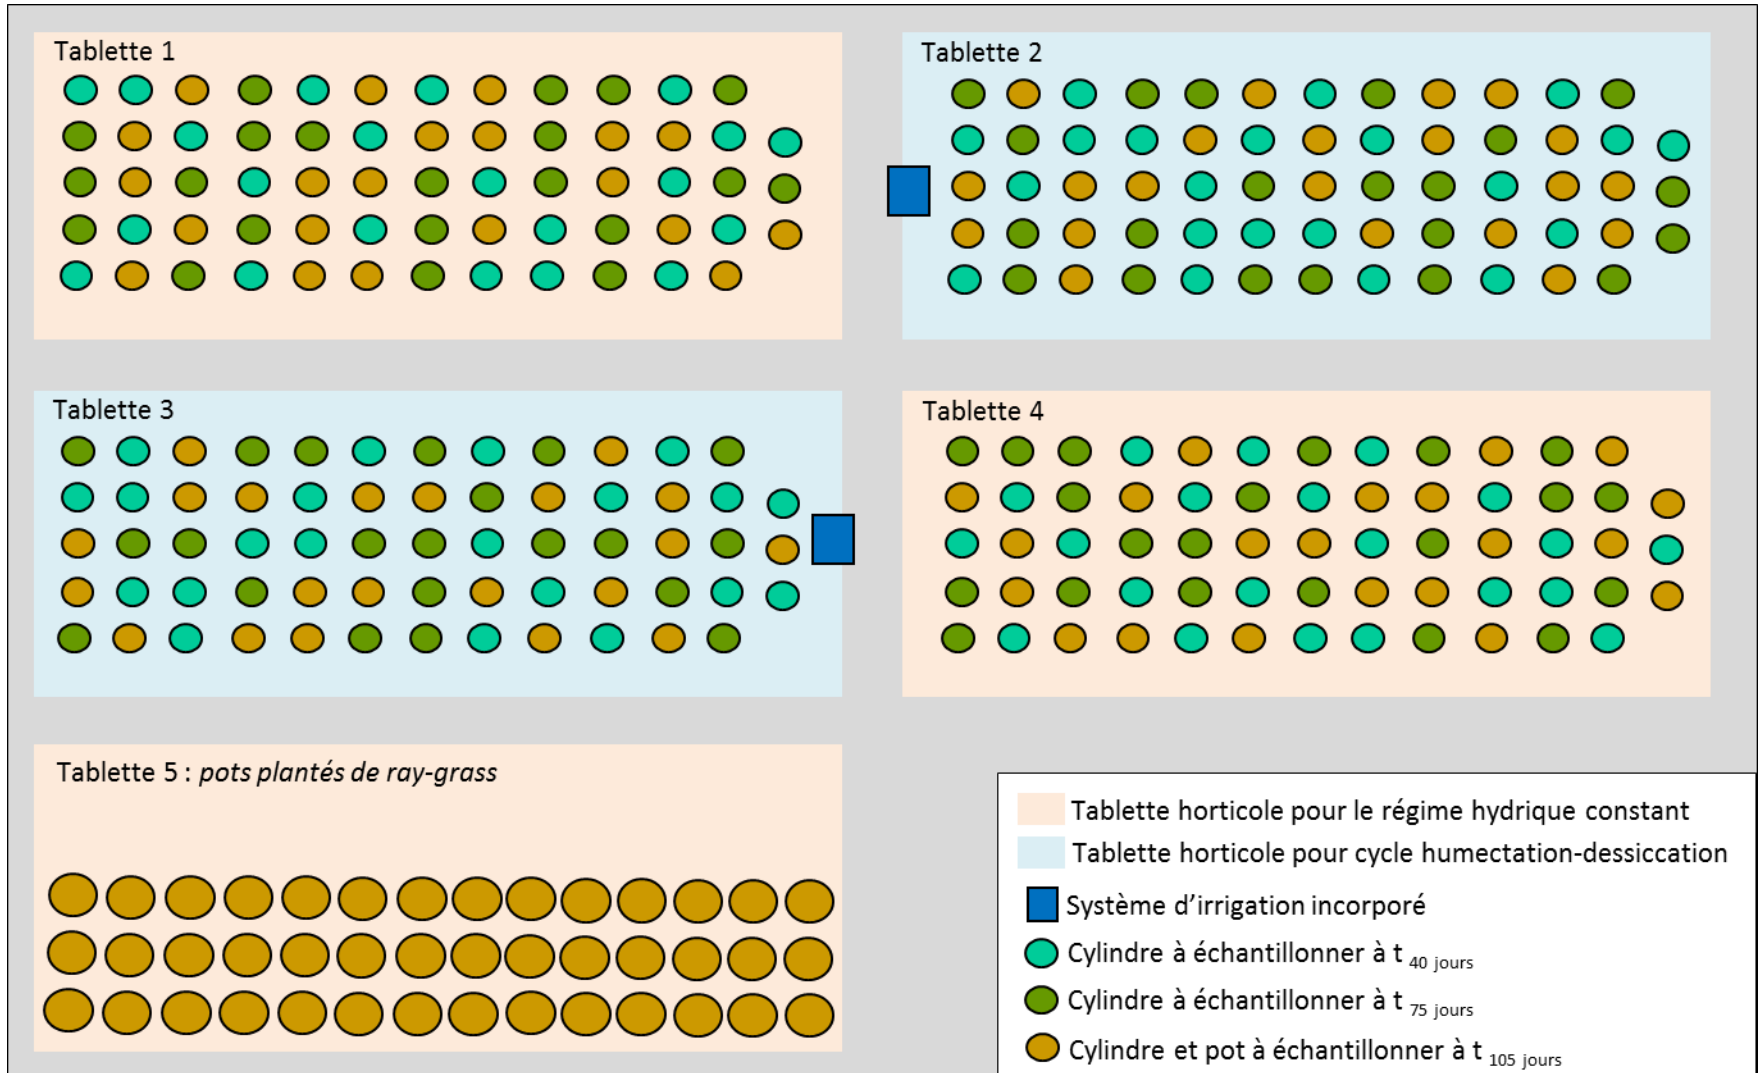 Tablette 1
Tablette 2
Tablette 3
Tablette 4
Tablette 5 : pots plantés de ray-grass
Tablette horticole pour le régime hydrique constant
Tablette horticole pour cycle humectation-dessiccation
Système d'irrigation incorporé
Cylindre à échantillonner à t 40 jours
Cylindre à échantillonner à t 75 jours
Cylindre et pot à échantillonner à t 105 jours